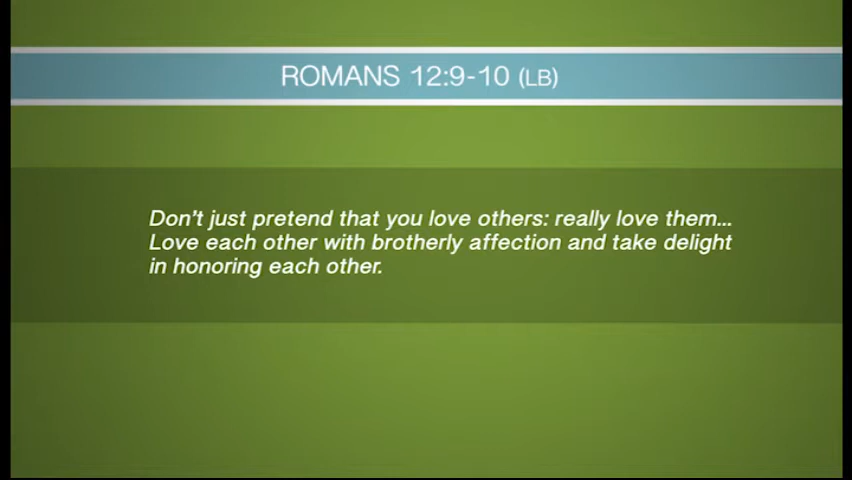 ROMANS 12:9-10 (LB)
Don't just pretend that you love others: really love them...
Love each other with brotherly affection and take delight
in honoring each other.